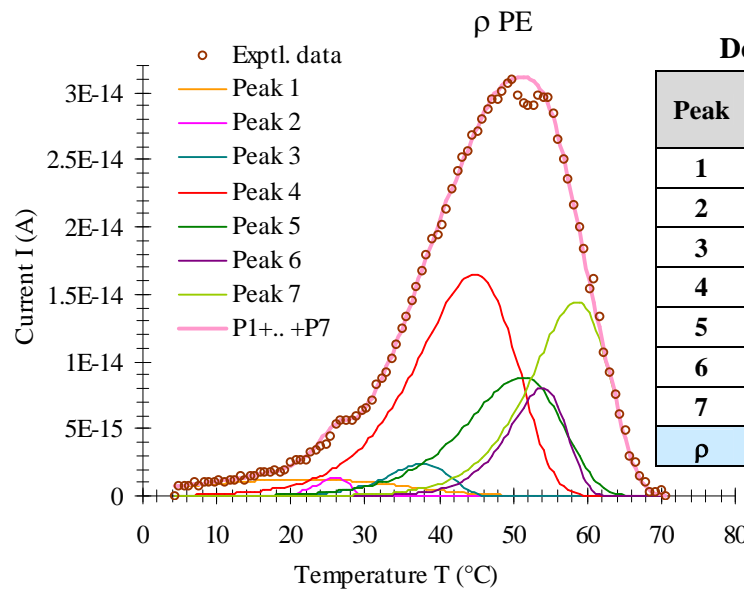 ρ PE
De
Exptl. data
Peak 1
Peak 2
Peak 3
Peak 4
Peak 5
Peak 6
Peak 7
P1+.. +P7
3E-14
2.5E-14
2E-14
1.5E-14
1E-14
5E-15
0
Current I (A)
0 10 20 30 40 50 60 70 80
Temperature T (°C)
Peak
1
2
3
4
5
6
7
ρ